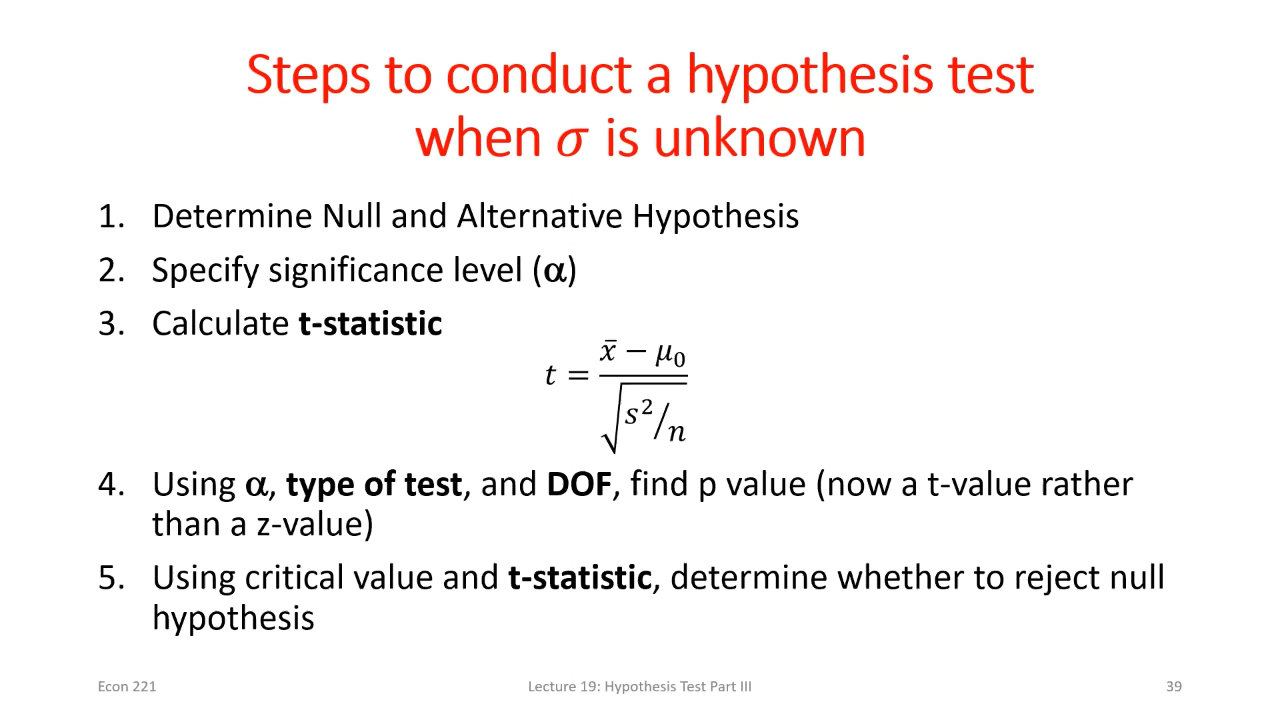 Steps to conduct a hypothesis test
when σ is unknown
1. Determine Null and Alternative Hypothesis
2. Specify significance level (α)
3. Calculate t-statistic
t = (x̄ − μ₀) / √(s²/n)
4. Using α, type of test, and DOF, find p value (now a t-value rather
than a z-value)
5. Using critical value and t-statistic, determine whether to reject null
hypothesis
Econ 221
Lecture 19: Hypothesis Test Part III
39